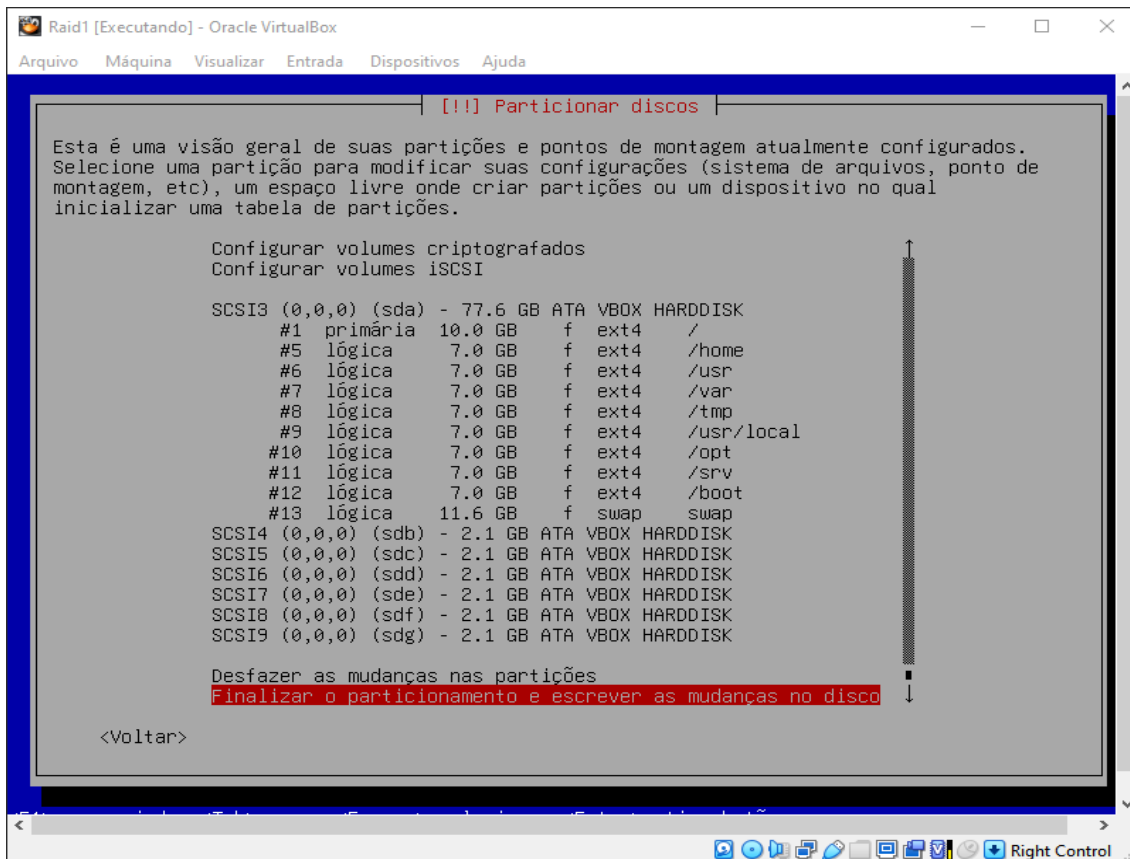 Raid1 [Executando] - Oracle VirtualBox
Arquivo Máquina Visualizar Entrada Dispositivos Ajuda
[!!] Particionar discos
Esta é uma visão geral de suas partições e pontos de montagem atualmente configurados.
Selecione uma partição para modificar suas configurações (sistema de arquivos, ponto de
montagem, etc), um espaço livre onde criar partições ou um dispositivo no qual
inicializar uma tabela de partições.
Configurar volumes criptografados
Configurar volumes iSCSI
SCSI3 (0,0,0) (sda) - 77.6 GB ATA VBOX HARDDISK
#1 primária 10.0 GB f ext4 /
#5 lógica 7.0 GB f ext4 /home
#6 lógica 7.0 GB f ext4 /usr
#7 lógica 7.0 GB f ext4 /var
#8 lógica 7.0 GB f ext4 /tmp
#9 lógica 7.0 GB f ext4 /usr/local
#10 lógica 7.0 GB f ext4 /opt
#11 lógica 7.0 GB f ext4 /srv
#12 lógica 7.0 GB f ext4 /boot
#13 lógica 11.6 GB f swap swap
SCSI4 (0,0,0) (sdb) - 2.1 GB ATA VBOX HARDDISK
SCSI5 (0,0,0) (sdc) - 2.1 GB ATA VBOX HARDDISK
SCSI6 (0,0,0) (sdd) - 2.1 GB ATA VBOX HARDDISK
SCSI7 (0,0,0) (sde) - 2.1 GB ATA VBOX HARDDISK
SCSI8 (0,0,0) (sdf) - 2.1 GB ATA VBOX HARDDISK
SCSI9 (0,0,0) (sdg) - 2.1 GB ATA VBOX HARDDISK
Desfazer as mudanças nas partições
Finalizar o particionamento e escrever as mudanças no disco
<Voltar>
Right Control